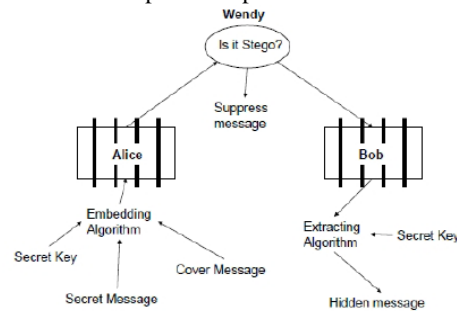 Wendy
Is it Stego?
Suppress
message
Alice
Bob
Embedding
Algorithm
Extracting
Algorithm
Secret Key
Secret Key
Cover Message
Secret Message
Hidden message